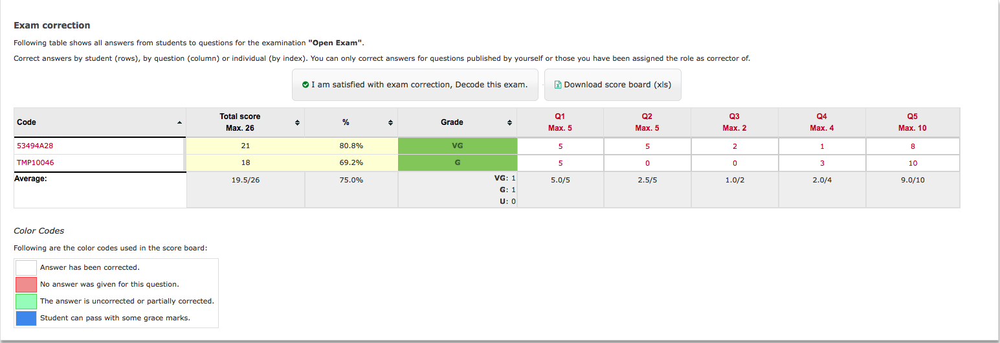 Exam correction
Following table shows all answers from students to questions for the examination "Open Exam".
Correct answers by student (rows), by question (column) or individual (by index). You can only correct answers for questions published by yourself or those you have been assigned the role as corrector of.
I am satisfied with exam correction, Decode this exam. Download score board (xls)
Code Total score Max. 26 % Grade Q1 Max. 5 Q2 Max. 5 Q3 Max. 2 Q4 Max. 4 Q5 Max. 10
53494A28 21 80.8% VG 5 5 2 1 8
TMP10046 18 69.2% G 5 0 0 3 10
Average: 19.5/26 75.0% VG: 1 5.0/5 2.5/5 1.0/2 2.0/4 9.0/10
G: 1
U: 0
Color Codes
Following are the color codes used in the score board:
Answer has been corrected.
No answer was given for this question.
The answer is uncorrected or partially corrected.
Student can pass with some grace marks.